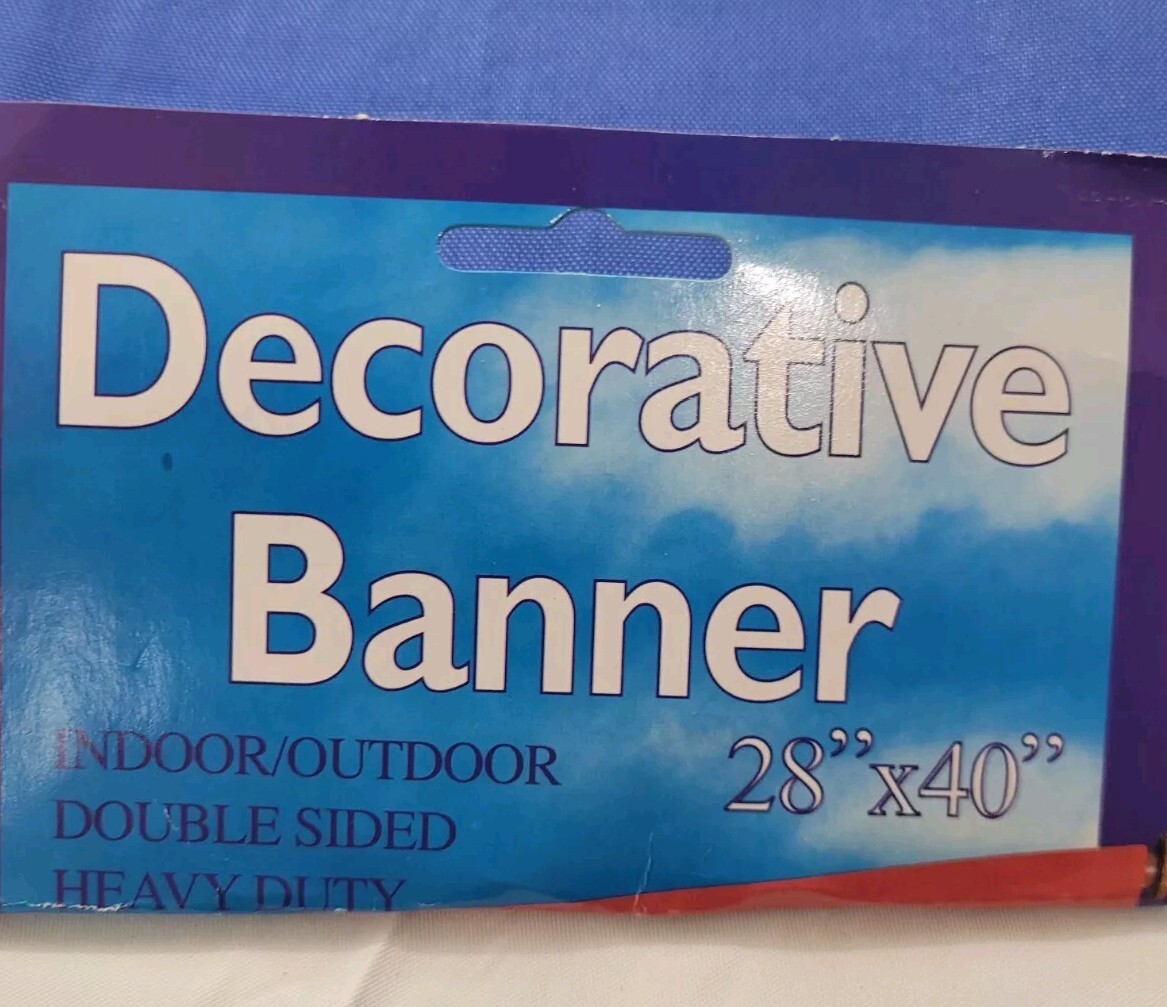 Decorative
Banner
INDOOR/OUTDOOR
28”x40”
DOUBLE SIDED
HEAVY DUTY